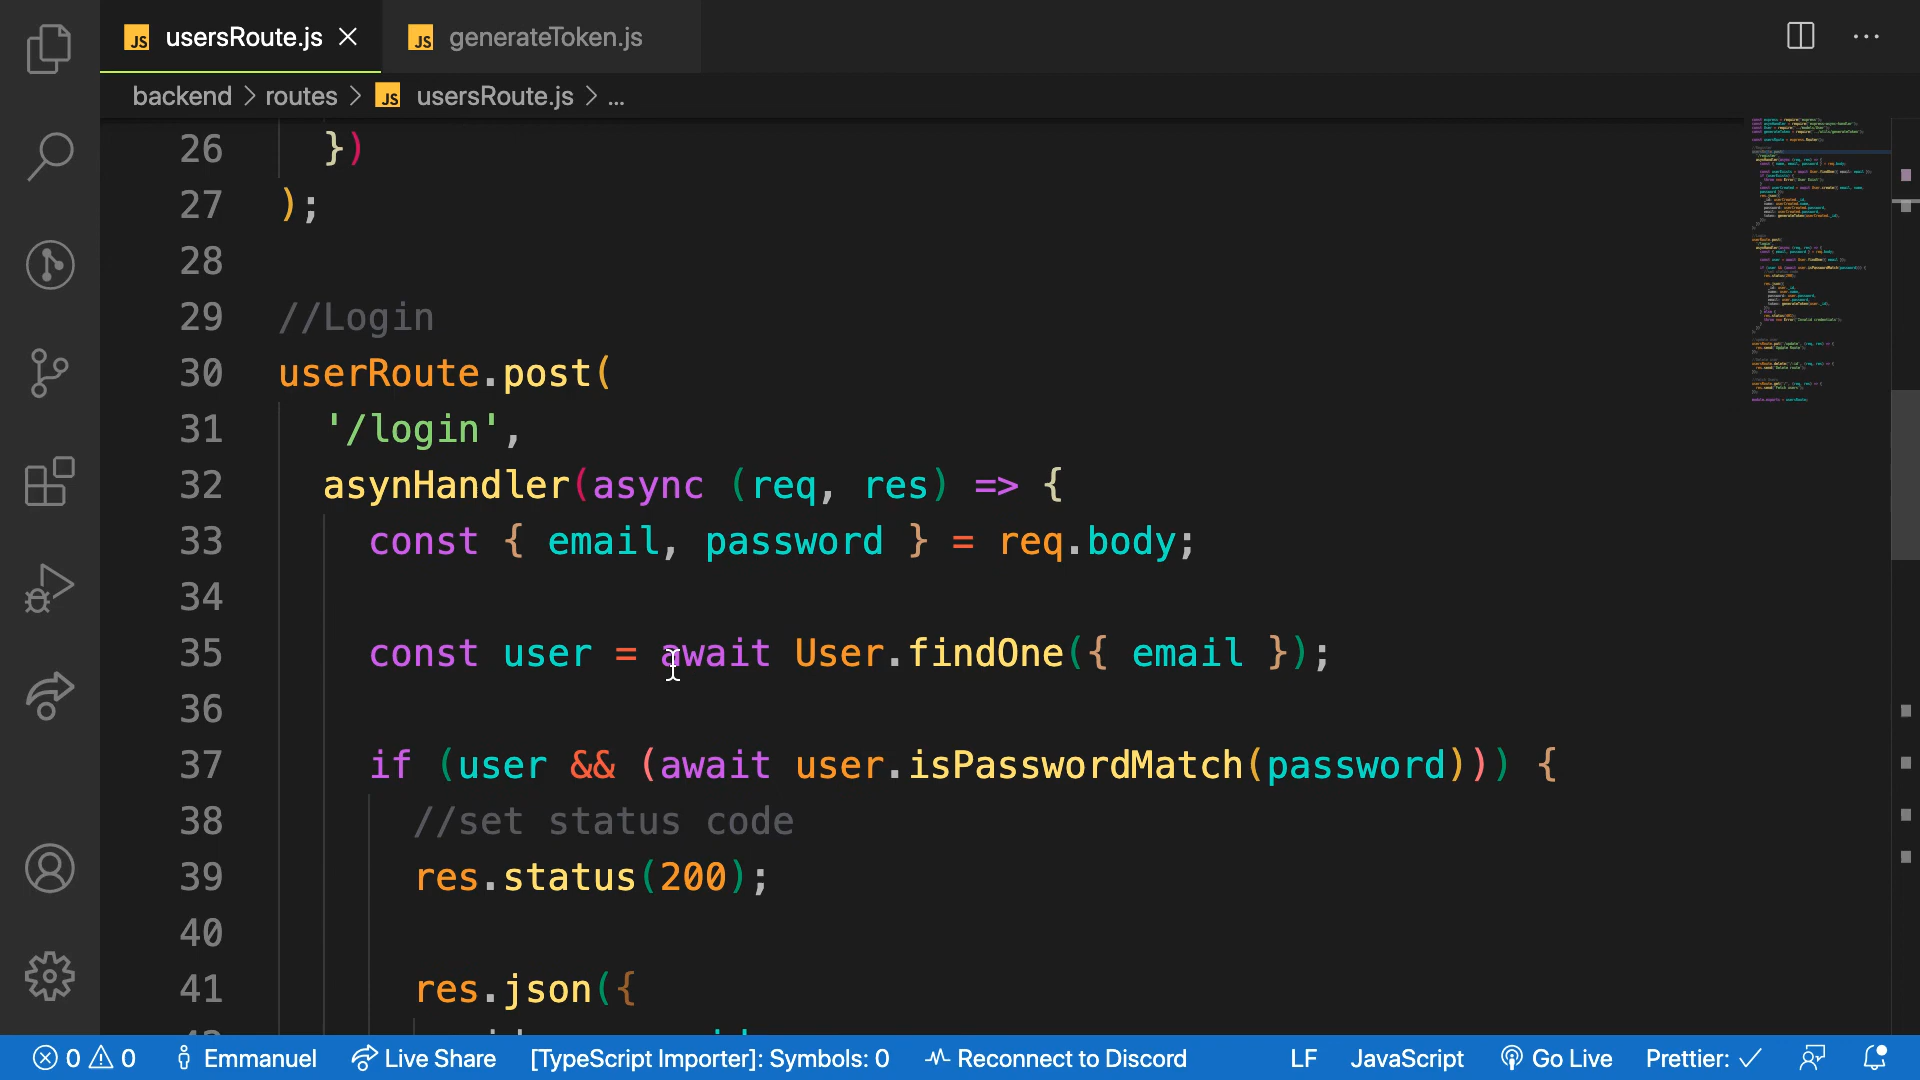 JS usersRoute.js
JS generateToken.js
backend > routes > JS usersRoute.js > ...
26 })
27 );
28
29 //Login
30 userRoute.post(
31 '/login',
32 asynHandler(async (req, res) => {
33 const { email, password } = req.body;
34
35 const user = await User.findOne({ email });
36
37 if (user && (await user.isPasswordMatch(password))) {
38 //set status code
39 res.status(200);
40
41 res.json({
0 0 Emmanuel Live Share [TypeScript Importer]: Symbols: 0 Reconnect to Discord LF JavaScript Go Live Prettier: ✓